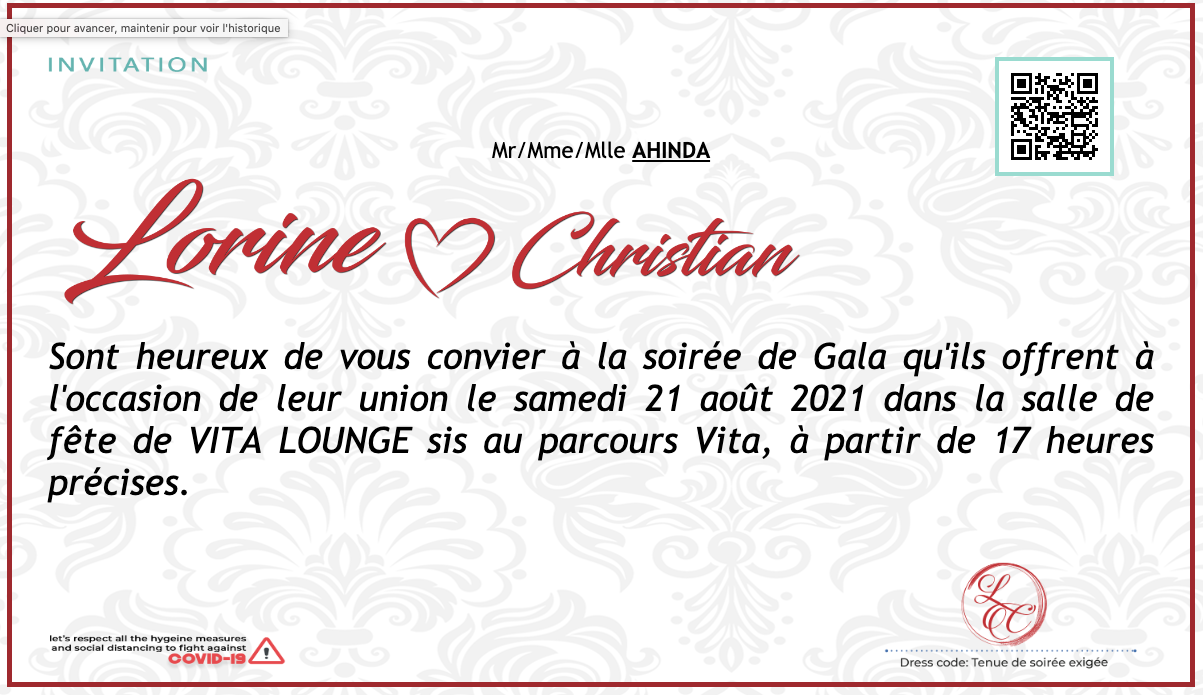 Cliquer pour avancer, maintenir pour voir l'historique
INVITATION
Mr/Mme/Mlle AHINDA
Lorine Christian
Sont heureux de vous convier à la soirée de Gala qu'ils offrent à
l'occasion de leur union le samedi 21 août 2021 dans la salle de
fête de VITA LOUNGE sis au parcours Vita, à partir de 17 heures
précises.
LC
let's respect all the hygeine measures
and social distancing to fight against
COVID-19 !
Dress code: Tenue de soirée exigée